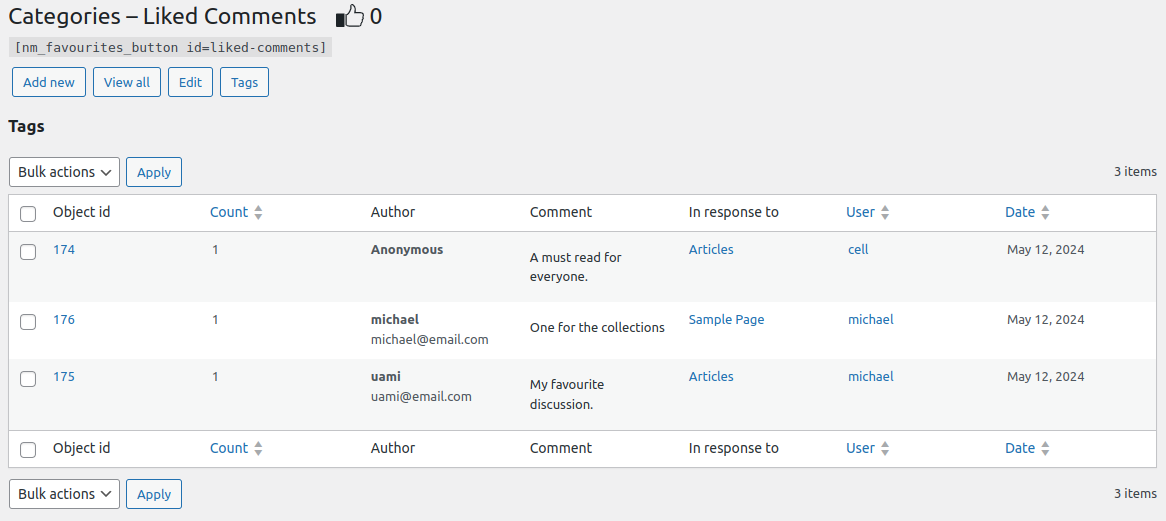 Categories – Liked Comments 0
[nm_favourites_button id=liked-comments]
Add new View all Edit Tags
Tags
Bulk actions Apply 3 items
Object id Count Author Comment In response to User Date
174 1 Anonymous A must read for everyone. Articles cell May 12, 2024
176 1 michael michael@email.com One for the collections Sample Page michael May 12, 2024
175 1 uami uami@email.com My favourite discussion. Articles michael May 12, 2024
Object id Count Author Comment In response to User Date
Bulk actions Apply 3 items